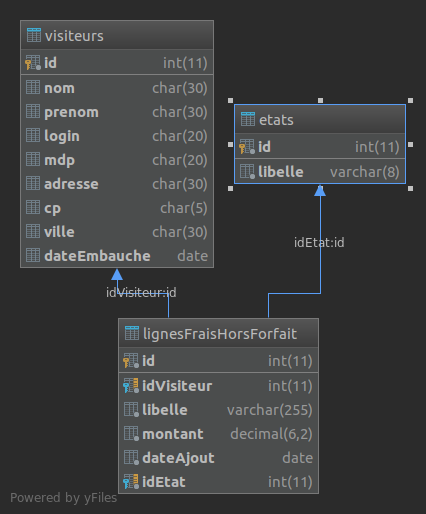 visiteurs
id int(11)
nom char(30)
prenom char(30)
login char(20)
mdp char(20)
adresse char(30)
cp char(5)
ville char(30)
dateEmbauche date
etats
id int(11)
libelle varchar(8)
idEtat:id
idVisiteur:id
lignesFraisHorsForfait
id int(11)
idVisiteur int(11)
libelle varchar(255)
montant decimal(6,2)
dateAjout date
idEtat int(11)
Powered by yFiles